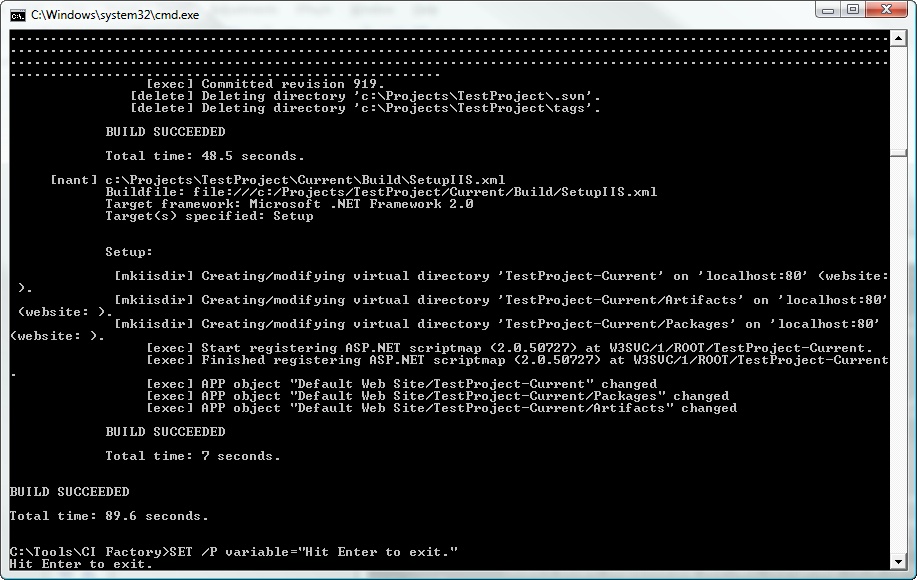 C:\Windows\system32\cmd.exe
[exec] Committed revision 919.
[delete] Deleting directory 'c:\Projects\TestProject\.svn'.
[delete] Deleting directory 'c:\Projects\TestProject\tags'.
BUILD SUCCEEDED
Total time: 48.5 seconds.
[nant] c:\Projects\TestProject\Current\Build\SetupIIS.xml
Buildfile: file:///c:/Projects/TestProject/Current/Build/SetupIIS.xml
Target framework: Microsoft .NET Framework 2.0
Target(s) specified: Setup
Setup:
[mkiisdir] Creating/modifying virtual directory 'TestProject-Current' on 'localhost:80' (website:
).
[mkiisdir] Creating/modifying virtual directory 'TestProject-Current/Artifacts' on 'localhost:80'
(website: ).
[mkiisdir] Creating/modifying virtual directory 'TestProject-Current/Packages' on 'localhost:80'
(website: ).
[exec] Start registering ASP.NET scriptmap (2.0.50727) at W3SVC/1/ROOT/TestProject-Current.
[exec] Finished registering ASP.NET scriptmap (2.0.50727) at W3SVC/1/ROOT/TestProject-Current
.
[exec] APP object "Default Web Site/TestProject-Current" changed
[exec] APP object "Default Web Site/TestProject-Current/Packages" changed
[exec] APP object "Default Web Site/TestProject-Current/Artifacts" changed
BUILD SUCCEEDED
Total time: 7 seconds.
BUILD SUCCEEDED
Total time: 89.6 seconds.
C:\Tools\CI Factory>SET /P variable="Hit Enter to exit."
Hit Enter to exit.